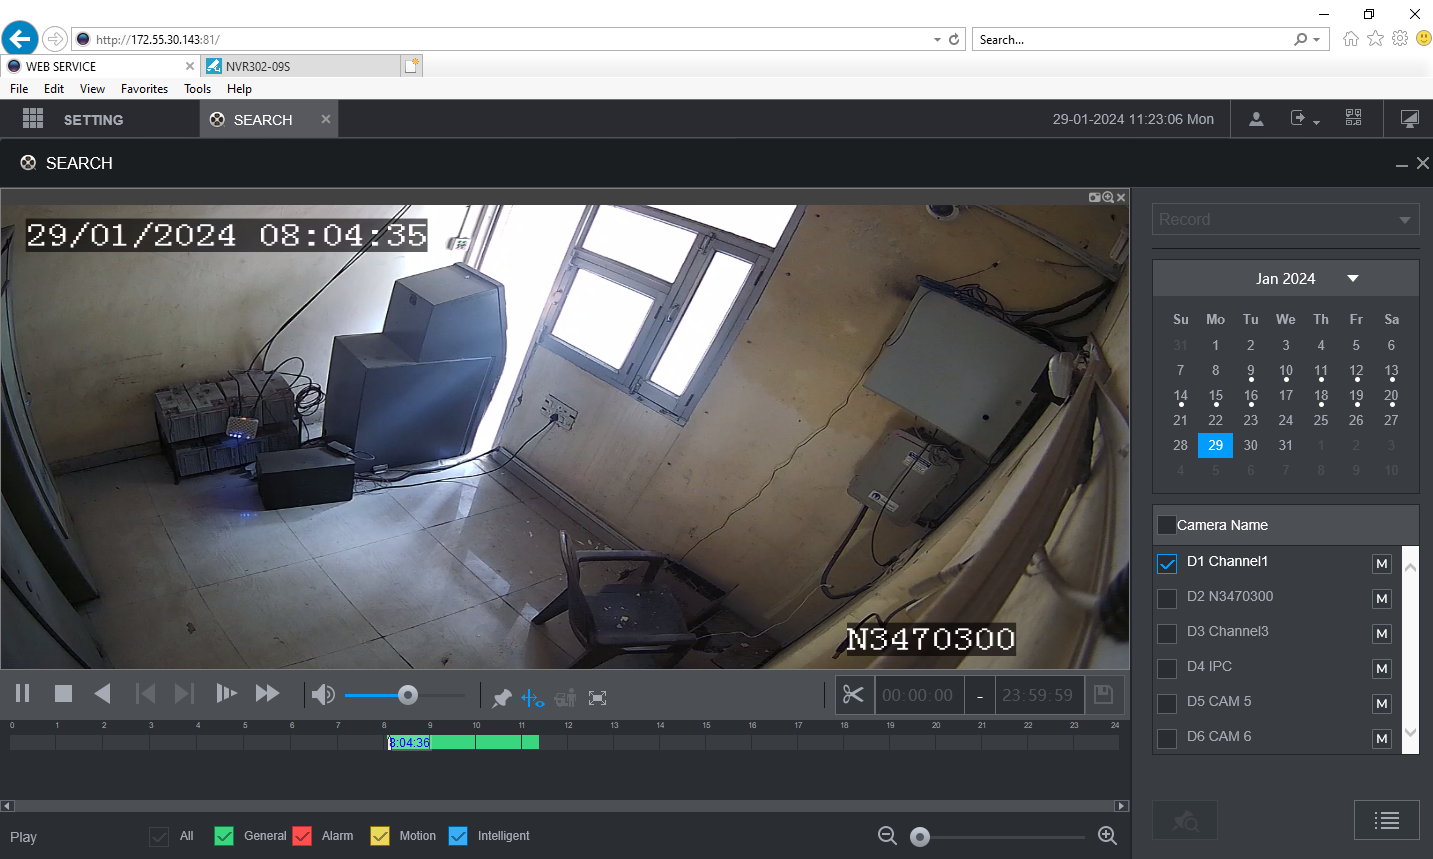 http://172.55.30.143:81/
Search...
WEB SERVICE
NVR302-09S
File Edit View Favorites Tools Help
SETTING
SEARCH
29-01-2024 11:23:06 Mon
SEARCH
29/01/2024 08:04:35
N3470300
Record
Jan 2024
Su Mo Tu We Th Fr Sa
31 1 2 3 4 5 6
7 8 9 10 11 12 13
14 15 16 17 18 19 20
21 22 23 24 25 26 27
28 29 30 31 1 2 3
4 5 6 7 8 9 10
Camera Name
D1 Channel1 M
D2 N3470300 M
D3 Channel3 M
D4 IPC M
D5 CAM 5 M
D6 CAM 6 M
00:00:00 - 23:59:59
0 1 2 3 4 5 6 7 8 9 10 11 12 13 14 15 16 17 18 19 20 21 22 23 24
8:04:36
Play
All General Alarm Motion Intelligent